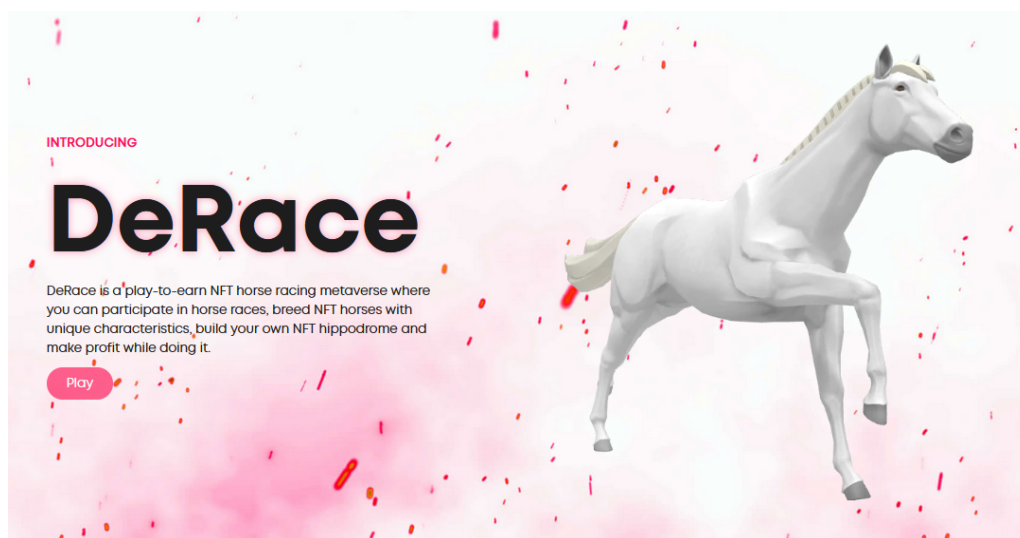 INTRODUCING
DeRace
DeRace is a play-to-earn NFT horse racing metaverse where
you can participate in horse races, breed NFT horses with
unique characteristics, build your own NFT hippodrome and
make profit while doing it.
Play